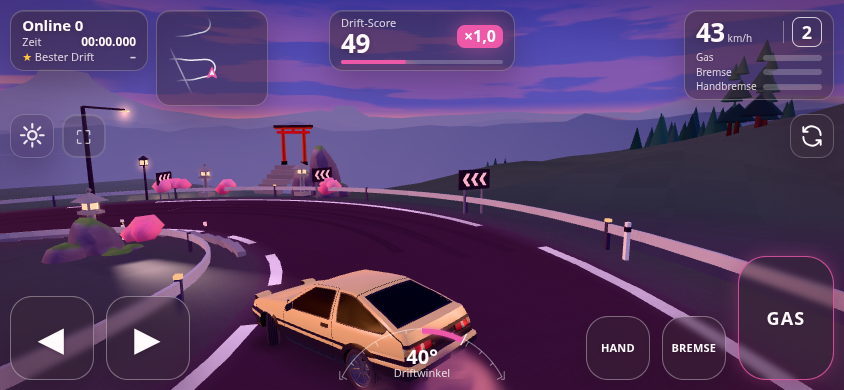 Online 0
Zeit 00:00.000
★ Bester Drift –
Drift-Score
49 ×1,0
43 km/h 2
Gas
Bremse
Handbremse
40°
Driftwinkel
HAND
BREMSE
GAS